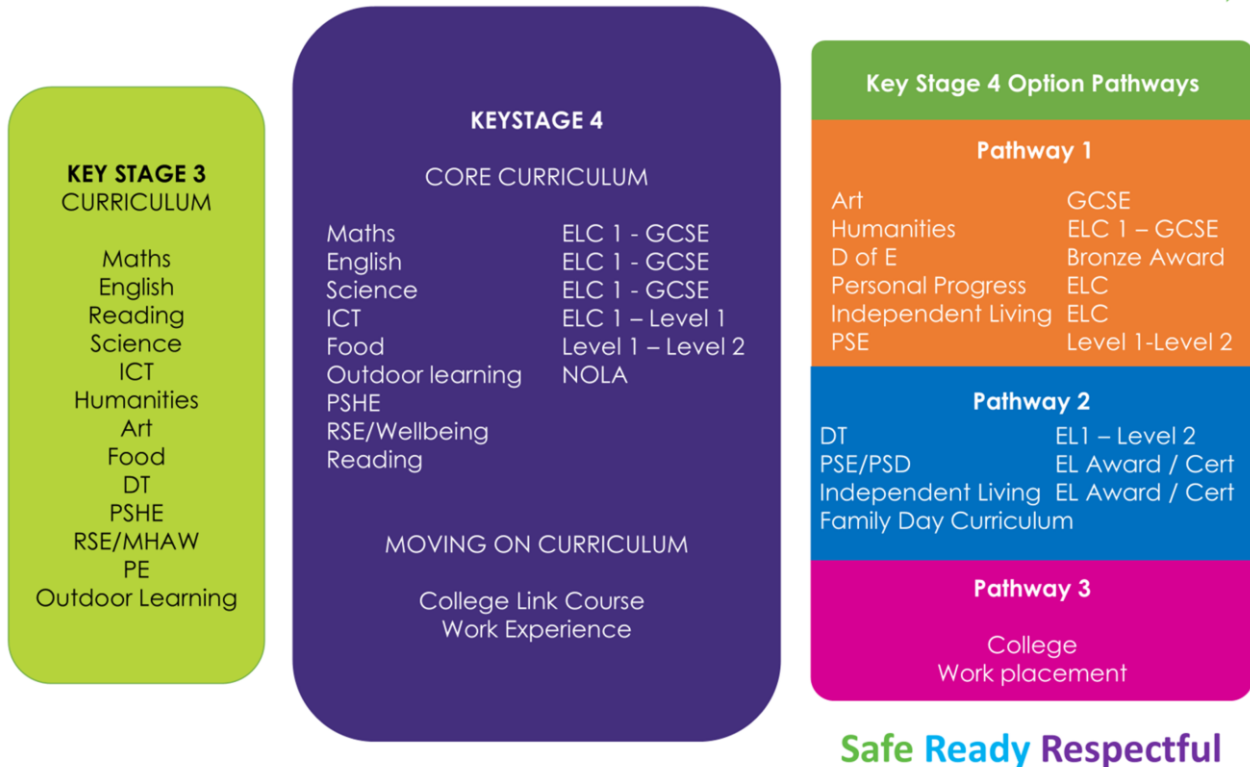 KEY STAGE 3
CURRICULUM
Maths
English
Reading
Science
ICT
Humanities
Art
Food
DT
PSHE
RSE/MHAW
PE
Outdoor Learning
KEYSTAGE 4
CORE CURRICULUM
Maths ELC 1 - GCSE
English ELC 1 - GCSE
Science ELC 1 - GCSE
ICT ELC 1 – Level 1
Food Level 1 – Level 2
Outdoor learning NOLA
PSHE
RSE/Wellbeing
Reading
MOVING ON CURRICULUM
College Link Course
Work Experience
Key Stage 4 Option Pathways
Pathway 1
Art GCSE
Humanities ELC 1 – GCSE
D of E Bronze Award
Personal Progress ELC
Independent Living ELC
PSE Level 1-Level 2
Pathway 2
DT EL1 – Level 2
PSE/PSD EL Award / Cert
Independent Living EL Award / Cert
Family Day Curriculum
Pathway 3
College
Work placement
Safe Ready Respectful